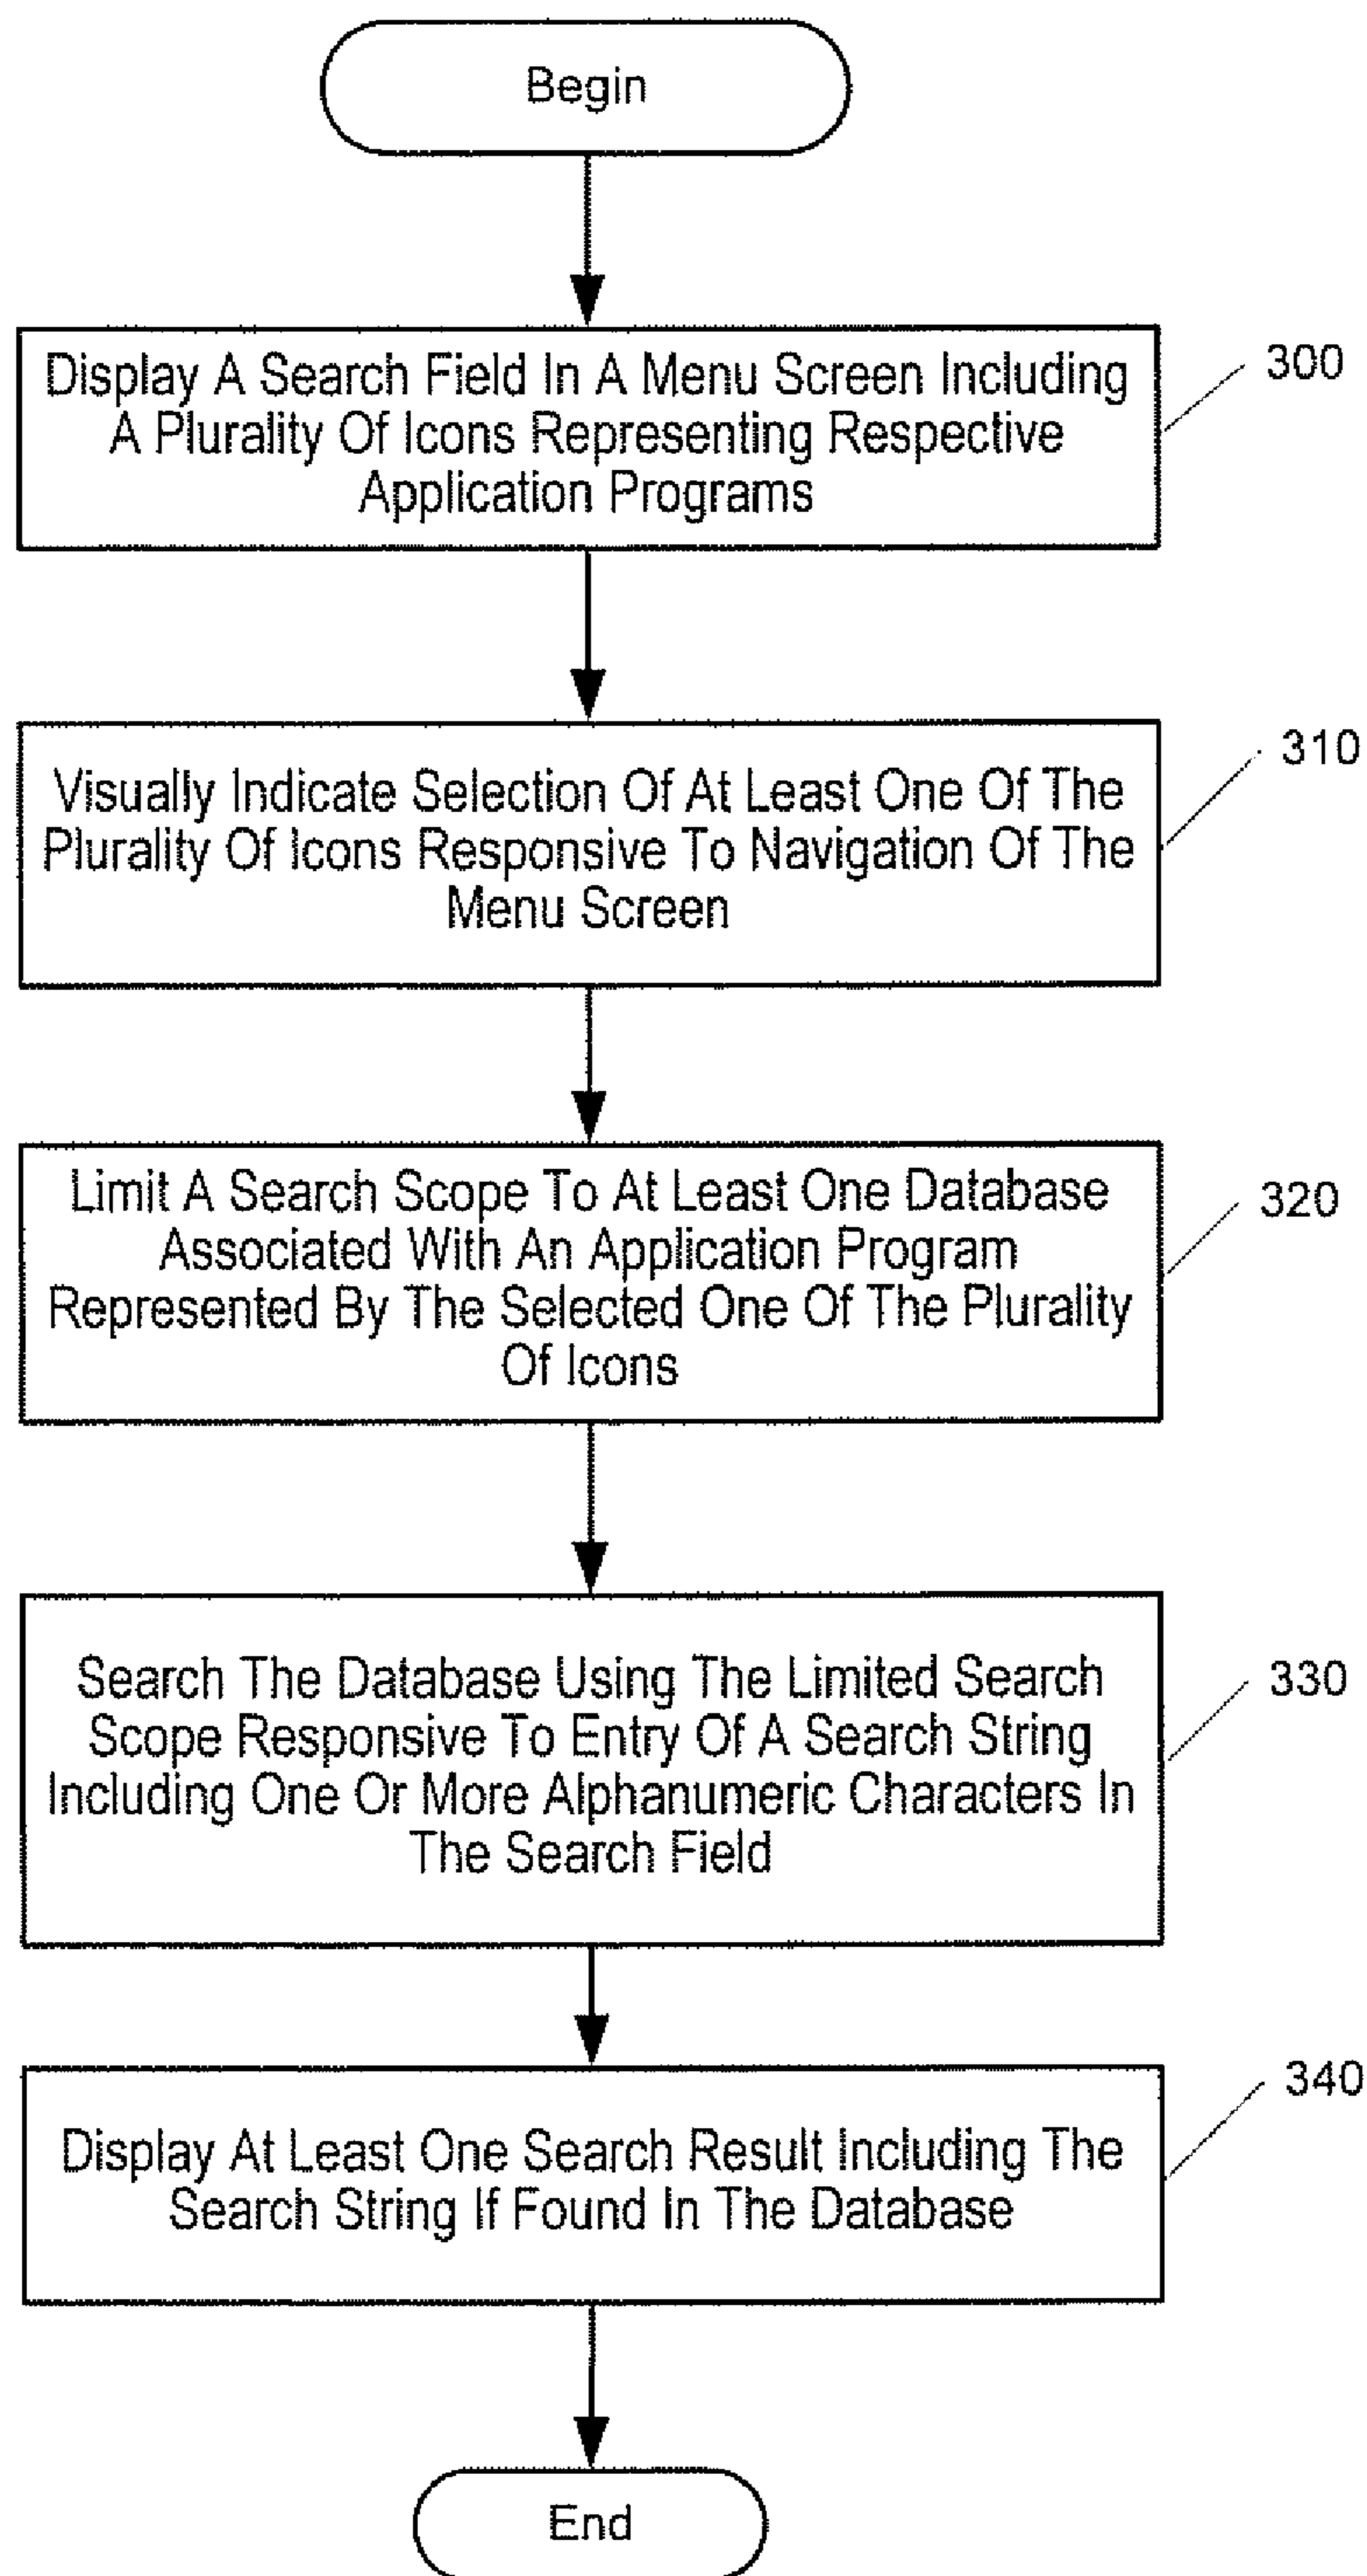 Begin
Display A Search Field In A Menu Screen Including
A Plurality Of Icons Representing Respective
Application Programs
300
Visually Indicate Selection Of At Least One Of The
Plurality Of Icons Responsive To Navigation Of The
Menu Screen
310
Limit A Search Scope To At Least One Database
Associated With An Application Program
Represented By The Selected One Of The Plurality
Of Icons
320
Search The Database Using The Limited Search
Scope Responsive To Entry Of A Search String
Including One Or More Alphanumeric Characters In
The Search Field
330
Display At Least One Search Result Including The
Search String If Found In The Database
340
End